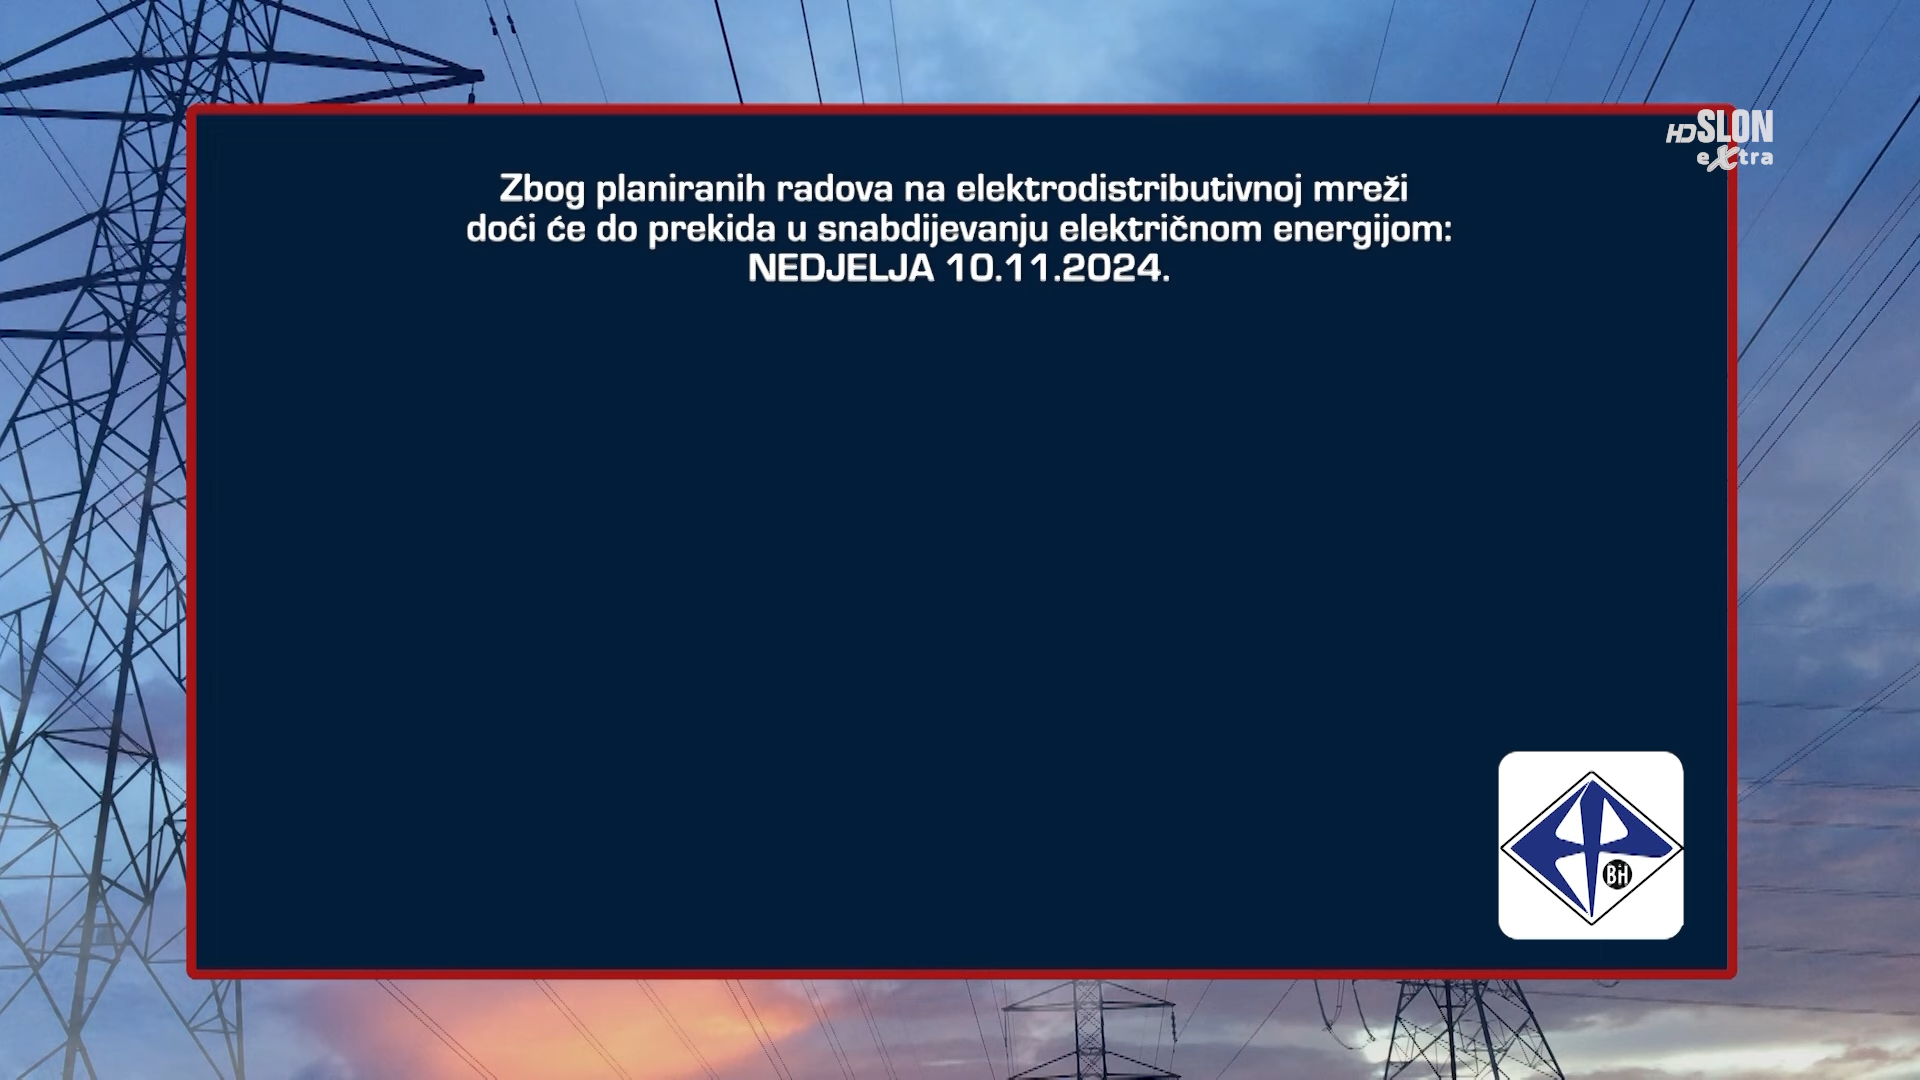 HD SLON
eXtra
Zbog planiranih radova na elektrodistributivnoj mreži
doći će do prekida u snabdijevanju električnom energijom:
NEDJELJA 10.11.2024.
BiH